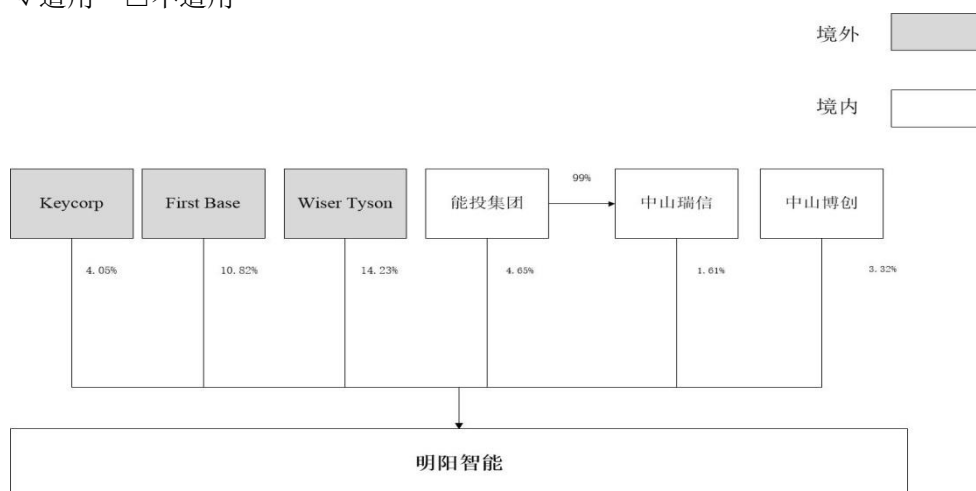 √适用 □不适用
境外
境内
99%
Keycorp
First Base
Wiser Tyson
能投集团
中山瑞信
中山博创
4.05%
10.82%
14.23%
4.65%
1.61%
3.32%
明阳智能